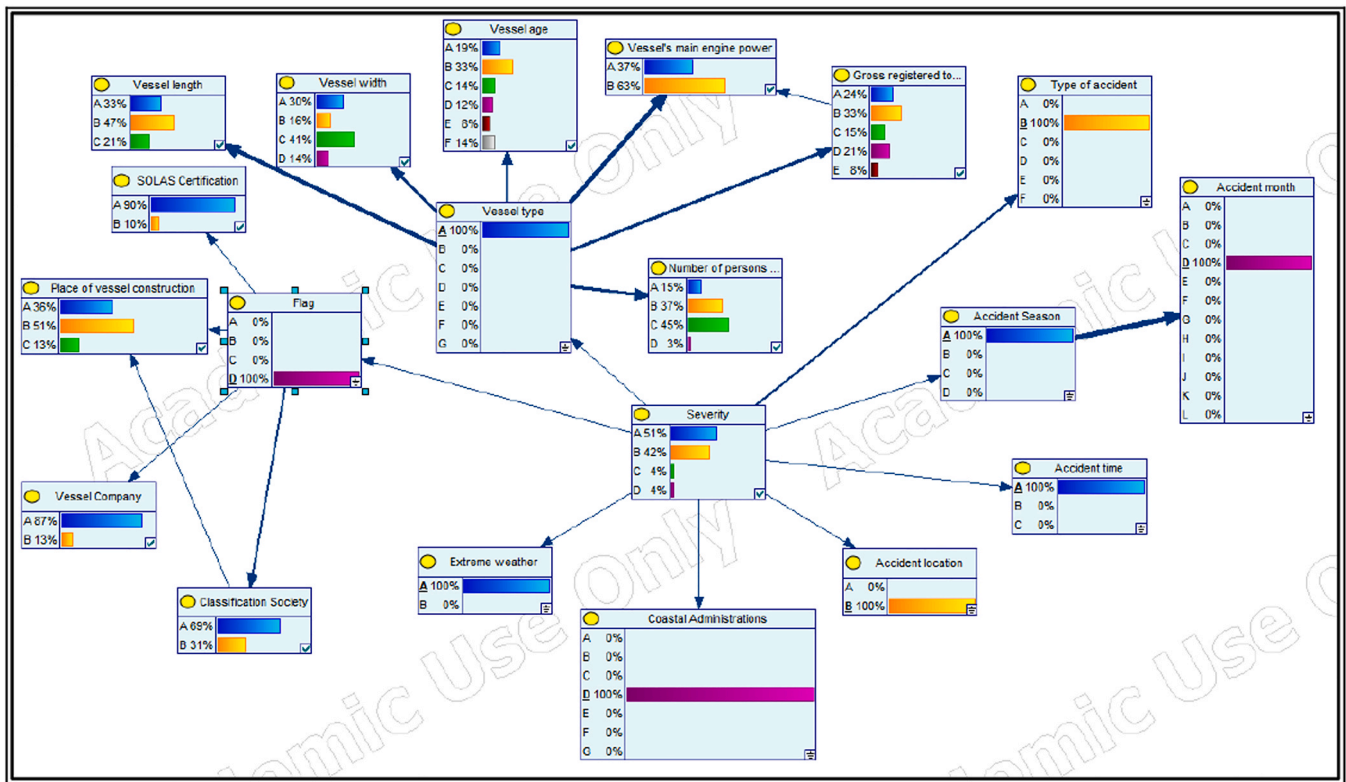 Vessel age
A 19%
B 33%
C 14%
D 12%
E 8%
F 14%
Vessel's main engine power
A 37%
B 63%
Vessel length
A 33%
B 47%
C 21%
Vessel width
A 30%
B 16%
C 41%
D 14%
Gross registered to...
A 24%
B 33%
C 15%
D 21%
E 8%
Type of accident
A 0%
B 100%
C 0%
D 0%
E 0%
F 0%
SOLAS Certification
A 90%
B 10%
Vessel type
A 100%
B 0%
C 0%
D 0%
E 0%
F 0%
G 0%
Accident month
A 0%
B 0%
C 0%
D 100%
E 0%
F 0%
G 0%
H 0%
I 0%
J 0%
K 0%
L 0%
Place of vessel construction
A 36%
B 51%
C 13%
Flag
A 0%
B 0%
C 0%
D 100%
Number of persons ...
A 15%
B 37%
C 45%
D 3%
Accident Season
A 100%
B 0%
C 0%
D 0%
Severity
A 51%
B 42%
C 4%
D 4%
Vessel Company
A 87%
B 13%
Accident time
A 100%
B 0%
C 0%
Extreme weather
A 100%
B 0%
Accident location
A 0%
B 100%
Classification Society
A 69%
B 31%
Coastal Administrations
A 0%
B 0%
C 0%
D 100%
E 0%
F 0%
G 0%
Academic Use Only
Academic Use Only